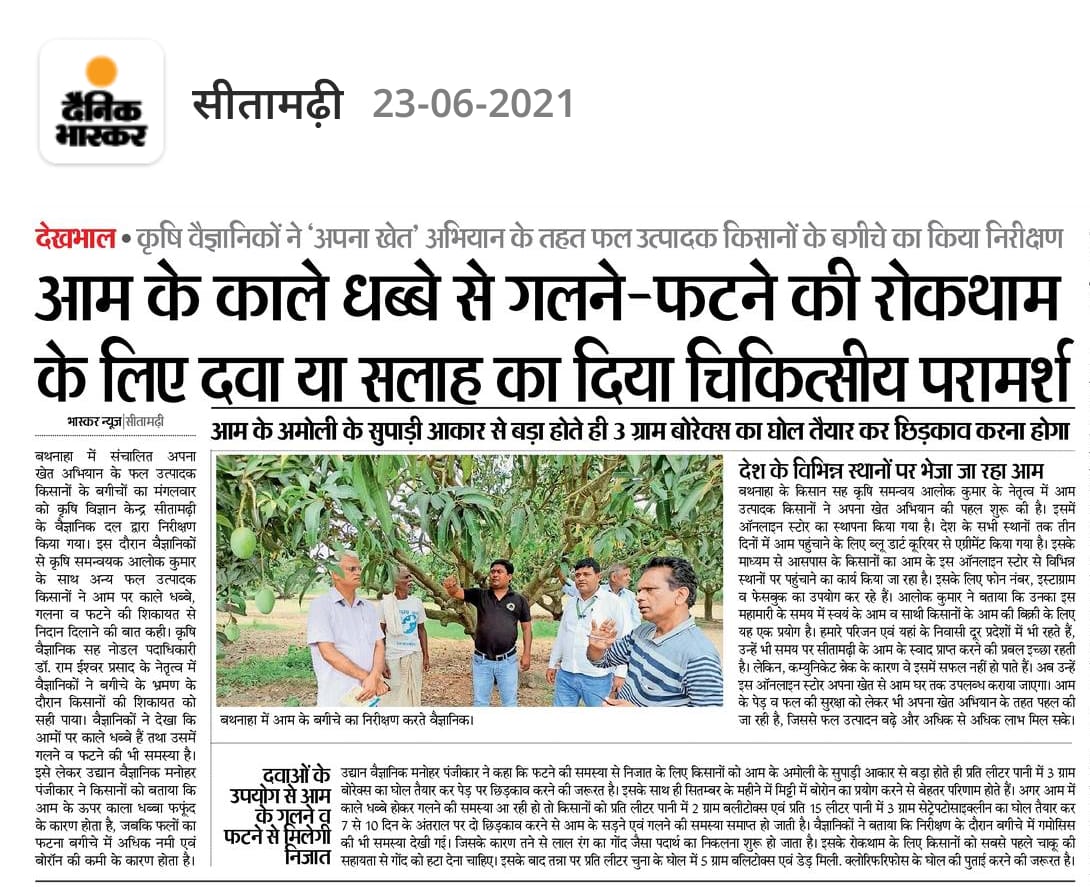 दैनिक
भास्कर
सीतामढ़ी 23-06-2021
देखभाल • कृषि वैज्ञानिकों ने ‘अपना खेत’ अभियान के तहत फल उत्पादक किसानों के बगीचे का किया निरीक्षण
आम के काले धब्बे से गलने-फटने की रोकथाम
के लिए दवा या सलाह का दिया चिकित्सीय परामर्श
भास्कर न्यूज|सीतामढ़ी
बथनाहा में संचालित अपना
खेत अभियान के फल उत्पादक
किसानों के बगीचों का मंगलवार
को कृषि विज्ञान केन्द्र सीतामढ़ी
के वैज्ञानिक दल द्वारा निरीक्षण
किया गया। इस दौरान वैज्ञानिकों
से कृषि समन्वयक आलोक कुमार
के साथ अन्य फल उत्पादक
किसानों ने आम पर काले धब्बे,
गलना व फटने की शिकायत से
निदान दिलाने की बात कही। कृषि
वैज्ञानिक सह नोडल पदाधिकारी
डॉ. राम ईश्वर प्रसाद के नेतृत्व में
वैज्ञानिकों ने बगीचे के भ्रमण के
दौरान किसानों की शिकायत को
सही पाया। वैज्ञानिकों ने देखा कि
आमों पर काले धब्बे हैं तथा उसमें
गलने व फटने की भी समस्या है।
इसे लेकर उद्यान वैज्ञानिक मनोहर
पंजीकार ने किसानों को बताया कि
आम के ऊपर काला धब्बा फफूंद
के कारण होता है, जबकि फलों का
फटना बगीचे में अधिक नमी एवं
बोरॉन की कमी के कारण होता है।
आम के अमोली के सुपाड़ी आकार से बड़ा होते ही 3 ग्राम बोरेक्स का घोल तैयार कर छिड़काव करना होगा
बथनाहा में आम के बगीचे का निरीक्षण करते वैज्ञानिक।
देश के विभिन्न स्थानों पर भेजा जा रहा आम
बथनाहा के किसान सह कृषि समन्वय आलोक कुमार के नेतृत्व में आम
उत्पादक किसानों ने अपना खेत अभियान की पहल शुरू की है। इसमें
ऑनलाइन स्टोर का स्थापना किया गया है। देश के सभी स्थानों तक तीन
दिनों में आम पहुंचाने के लिए ब्लू डार्ट कूरियर से एग्रीमेंट किया गया है। इसके
माध्यम से आसपास के किसानों का आम के इस ऑनलाइन स्टोर से विभिन्न
स्थानों पर पहुंचाने का कार्य किया जा रहा है। इसके लिए फोन नंबर, इस्टाग्राम
व फेसबुक का उपयोग कर रहे हैं। आलोक कुमार ने बताया कि उनका इस
महामारी के समय में स्वयं के आम व साथी किसानों के आम की बिक्री के लिए
यह एक प्रयोग है। हमारे परिजन एवं यहां के निवासी दूर प्रदेशों में भी रहते हैं,
उन्हें भी समय पर सीतामढ़ी के आम के स्वाद प्राप्त करने की प्रबल इच्छा रहती
है। लेकिन, कम्युनिकेट ब्रेक के कारण वे इसमें सफल नहीं हो पाते हैं। अब उन्हें
इस ऑनलाइन स्टोर अपना खेत से आम घर तक उपलब्ध कराया जाएगा। आम
के पेड़ व फल की सुरक्षा को लेकर भी अपना खेत अभियान के तहत पहल की
जा रही है, जिससे फल उत्पादन बढ़े और अधिक से अधिक लाभ मिल सके।
दवाओं के
उपयोग से आम
के गलने व
फटने से मिलेगी
निजात
उद्यान वैज्ञानिक मनोहर पंजीकार ने कहा कि फटने की समस्या से निजात के लिए किसानों को आम के अमोली के सुपाड़ी आकार से बड़ा होते ही प्रति लीटर पानी में 3 ग्राम
बोरेक्स का घोल तैयार कर पेड़ पर छिड़काव करने की जरूरत है। इसके साथ ही सितम्बर के महीने में मिट्टी में बोरोन का प्रयोग करने से बेहतर परिणाम होते हैं। अगर आम में
काले धब्बे होकर गलने की समस्या आ रही हो तो किसानों को प्रति लीटर पानी में 2 ग्राम बलीटोक्स एवं प्रति 15 लीटर पानी में 3 ग्राम सेट्रेपटोसाइक्लीन का घोल तैयार कर
7 से 10 दिन के अंतराल पर दो छिड़काव करने से आम के सड़ने एवं गलने की समस्या समाप्त हो जाती है। वैज्ञानिकों ने बताया कि निरीक्षण के दौरान बगीचे में गमोसिस
की भी समस्या देखी गई। जिसके कारण तने से लाल रंग का गोंद जैसा पदार्थ का निकलना शुरू हो जाता है। इसके रोकथाम के लिए किसानों को सबसे पहले चाकू की
सहायता से गोंद को हटा देना चाहिए। इसके बाद तन्ना पर प्रति लीटर चुना के घोल में 5 ग्राम बलिटोक्स एवं डेड़ मिली. क्लोरिफरिफोस के घोल की पुताई करने की जरूरत है।